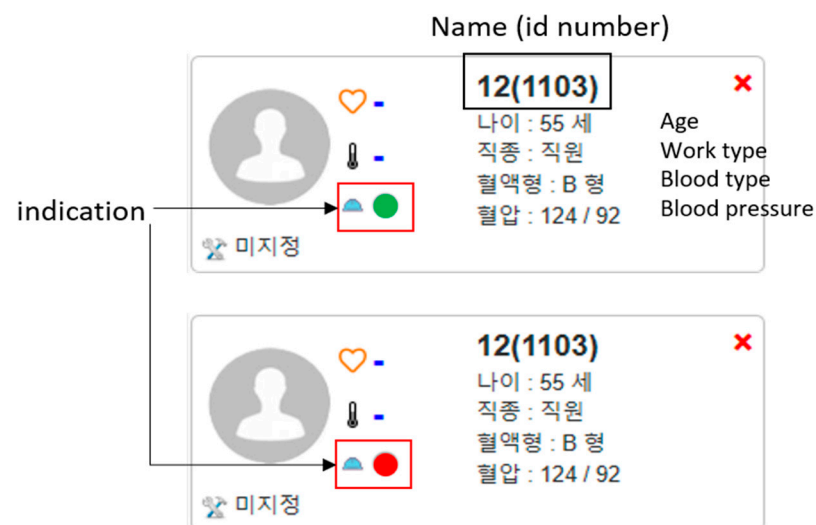 Name (id number)
12(1103)
-
나이 : 55 세 Age
직종 : 직원 Work type
-
혈액형 : B 형 Blood type
indication
혈압 : 124 / 92 Blood pressure
미지정
12(1103)
-
나이 : 55 세
직종 : 직원
-
혈액형 : B 형
혈압 : 124 / 92
미지정